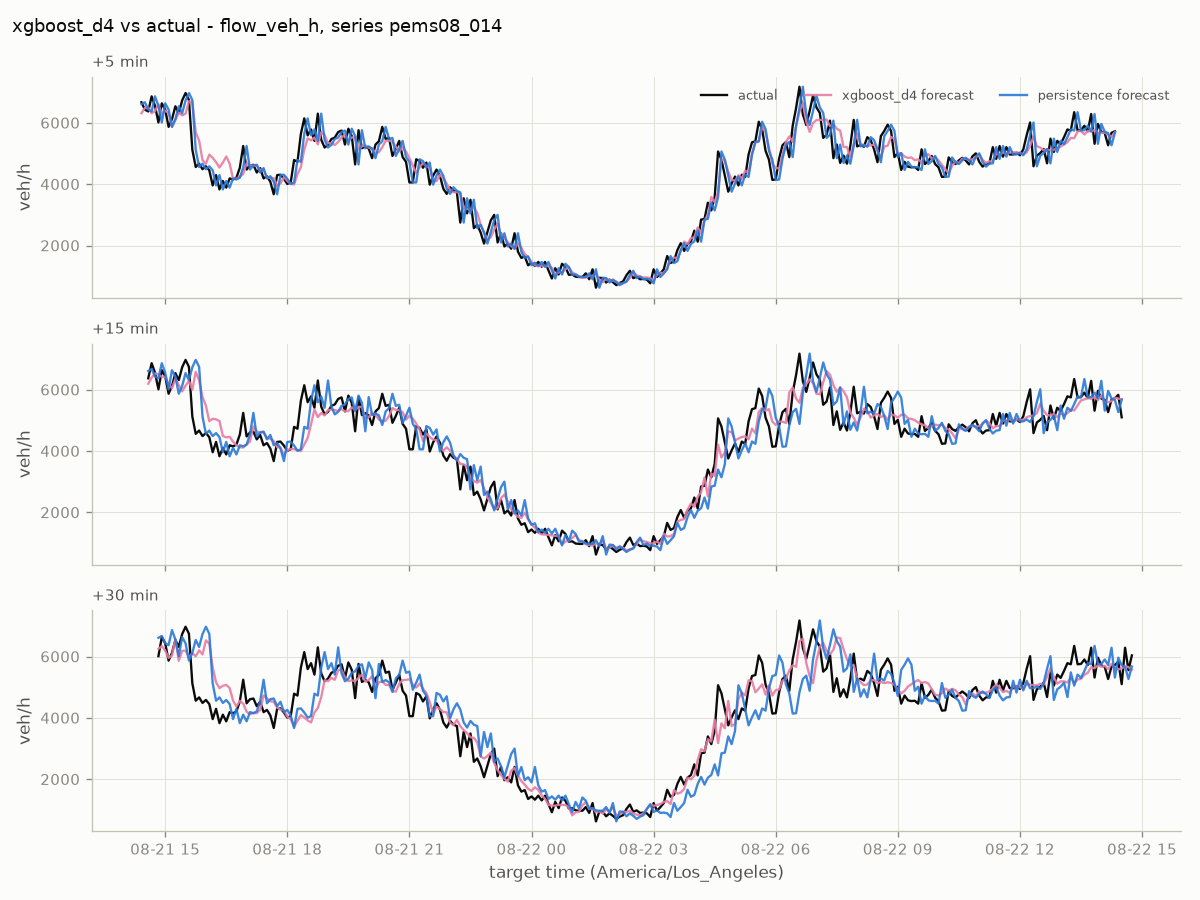 xgboost_d4 vs actual - flow_veh_h, series pems08_014
+5 min
actual
xgboost_d4 forecast
persistence forecast
6000
4000
2000
veh/h
+15 min
6000
4000
2000
veh/h
+30 min
6000
4000
2000
veh/h
08-21 15
08-21 18
08-21 21
08-22 00
08-22 03
08-22 06
08-22 09
08-22 12
08-22 15
target time (America/Los_Angeles)